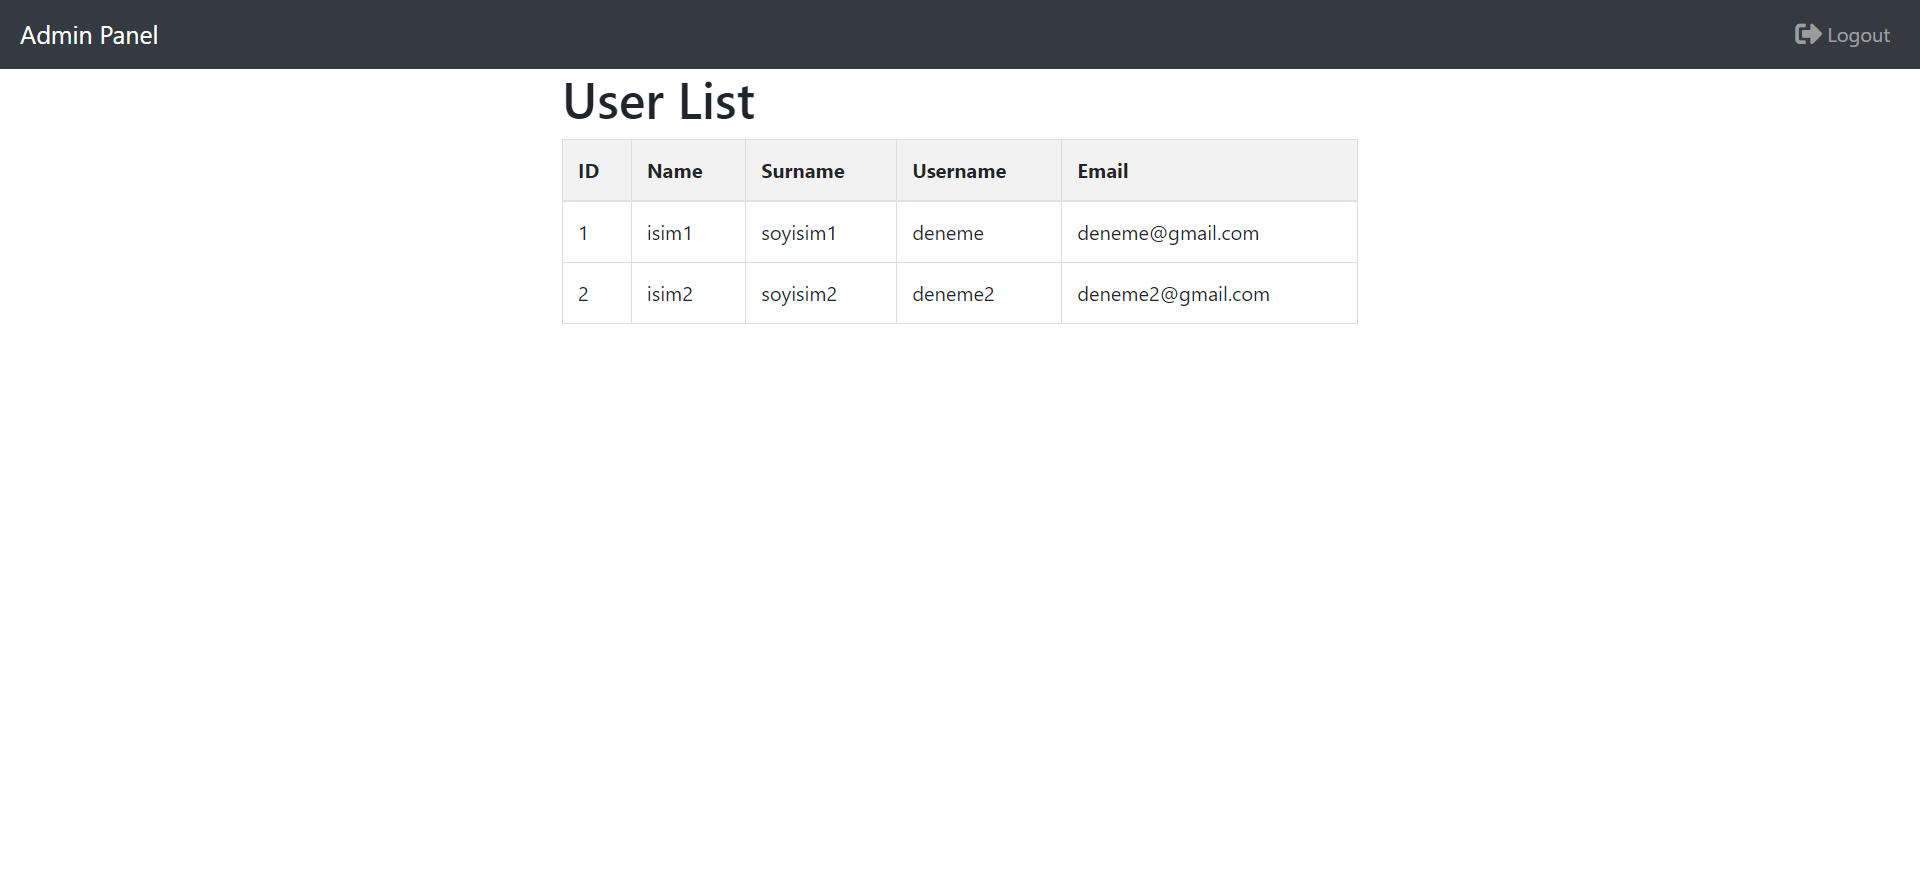 Admin Panel Logout
User List
ID Name Surname Username Email
1 isim1 soyisim1 deneme deneme@gmail.com
2 isim2 soyisim2 deneme2 deneme2@gmail.com